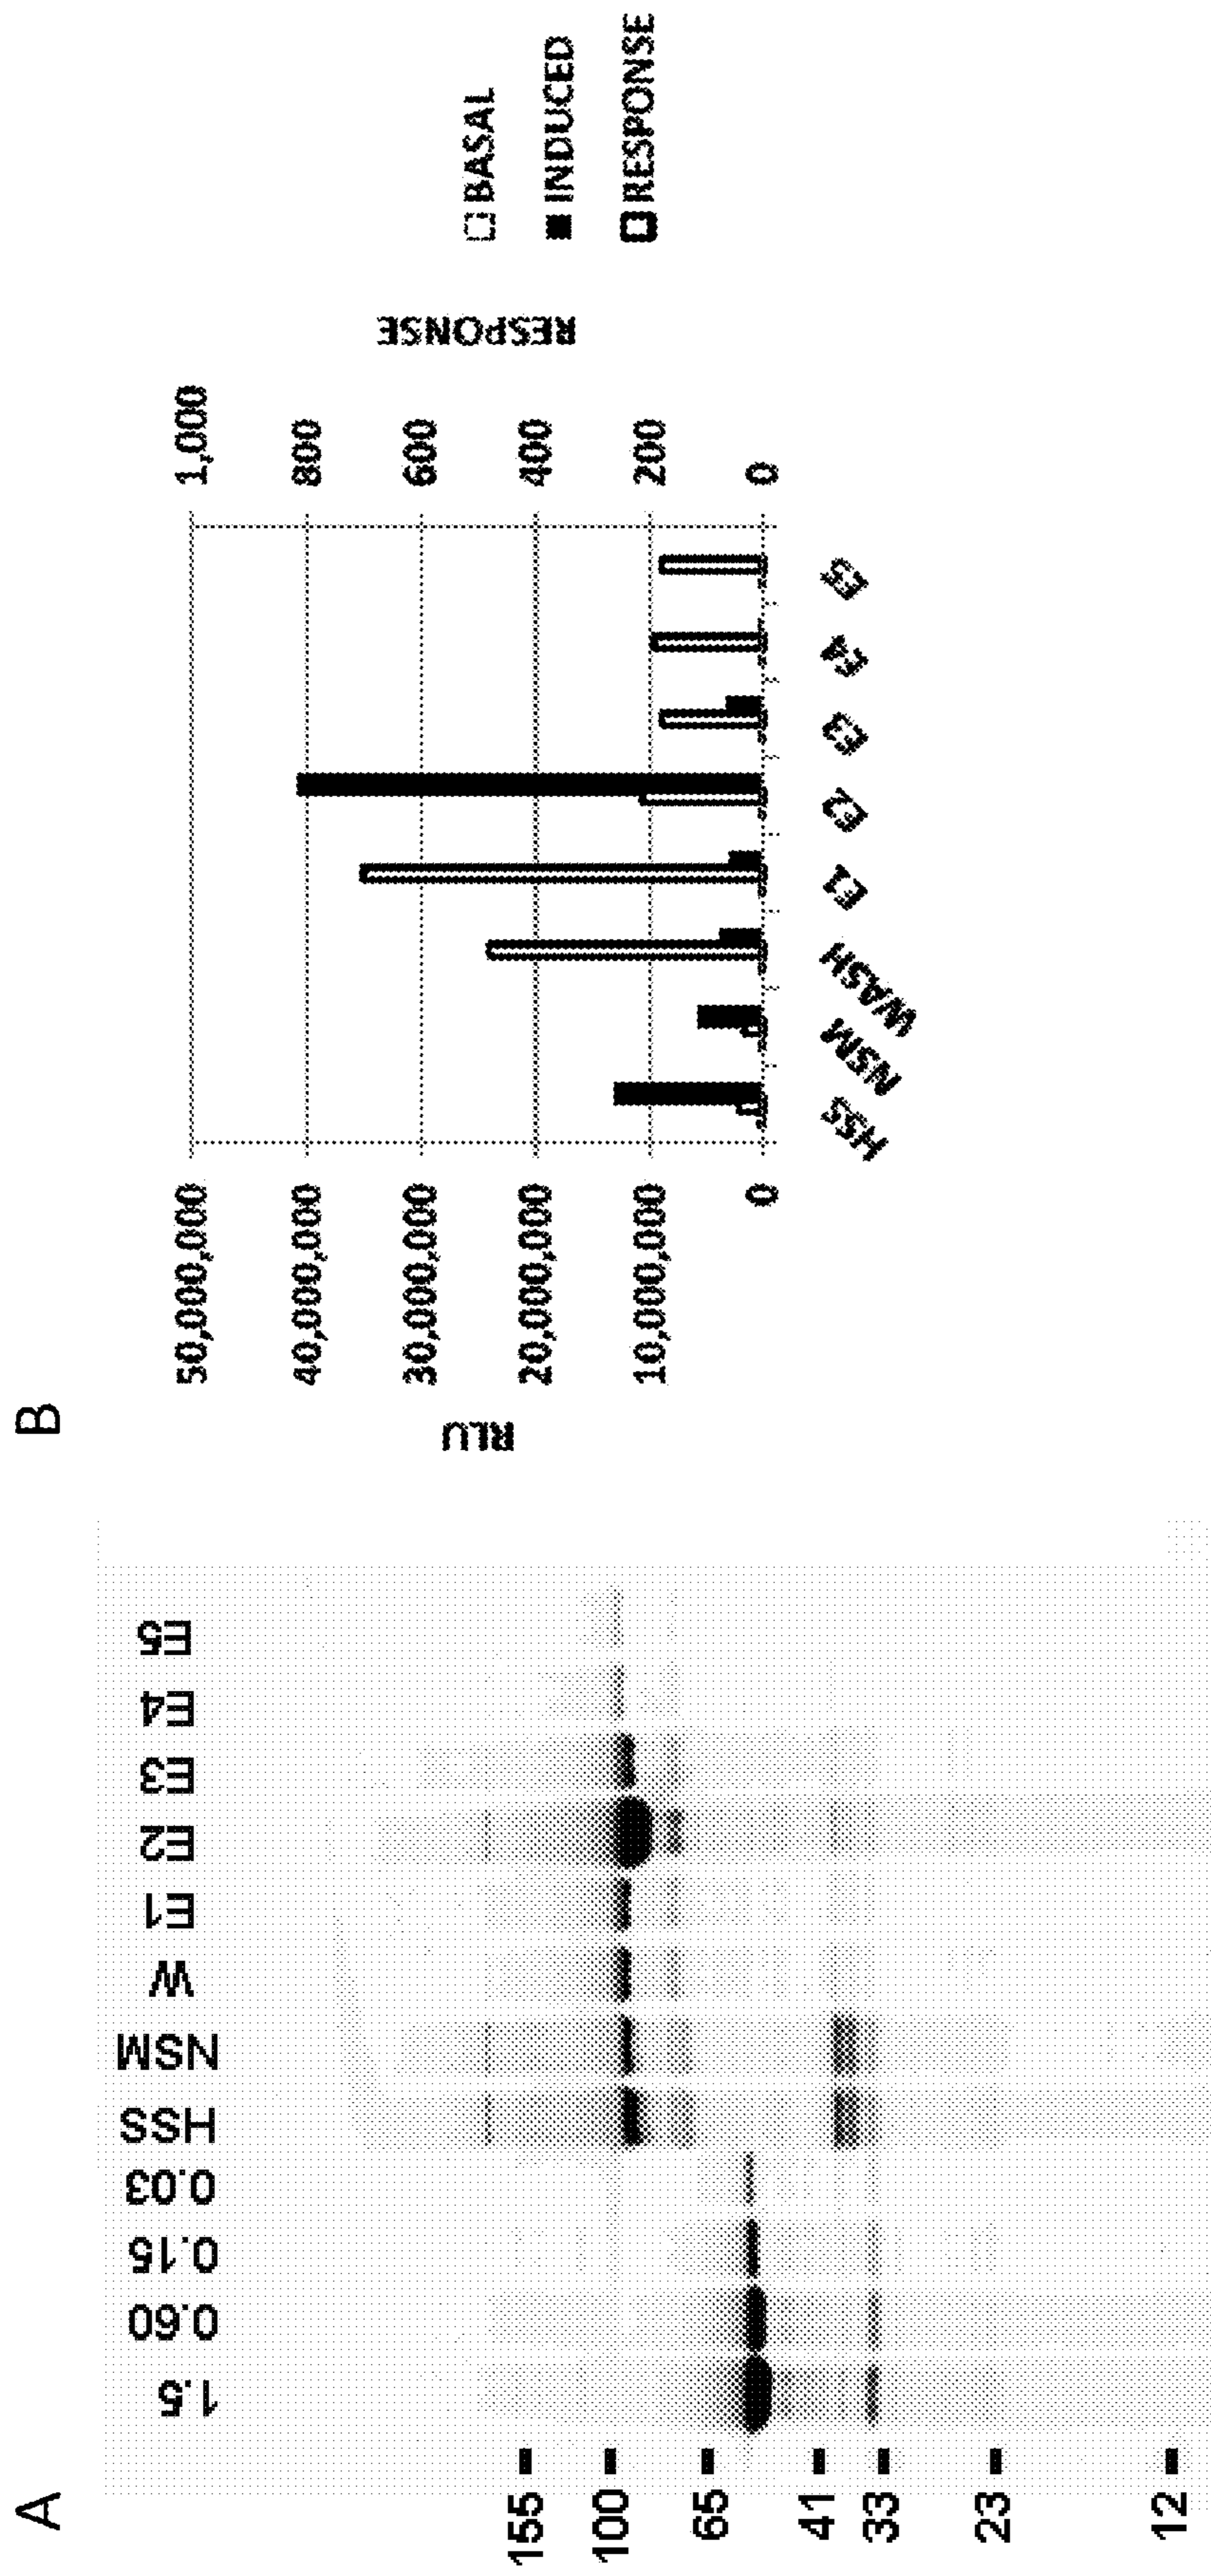 A
1.5
0.60
0.15
0.03
HSS
NSM
W
E1
E2
E3
E4
E5
155
100
65
41
33
23
12
B
RLU
50,000,000
40,000,000
30,000,000
20,000,000
10,000,000
0
1,000
800
600
400
200
0
RESPONSE
HSS
NSM
WASH
E1
E2
E3
E4
E5
BASAL
INDUCED
RESPONSE